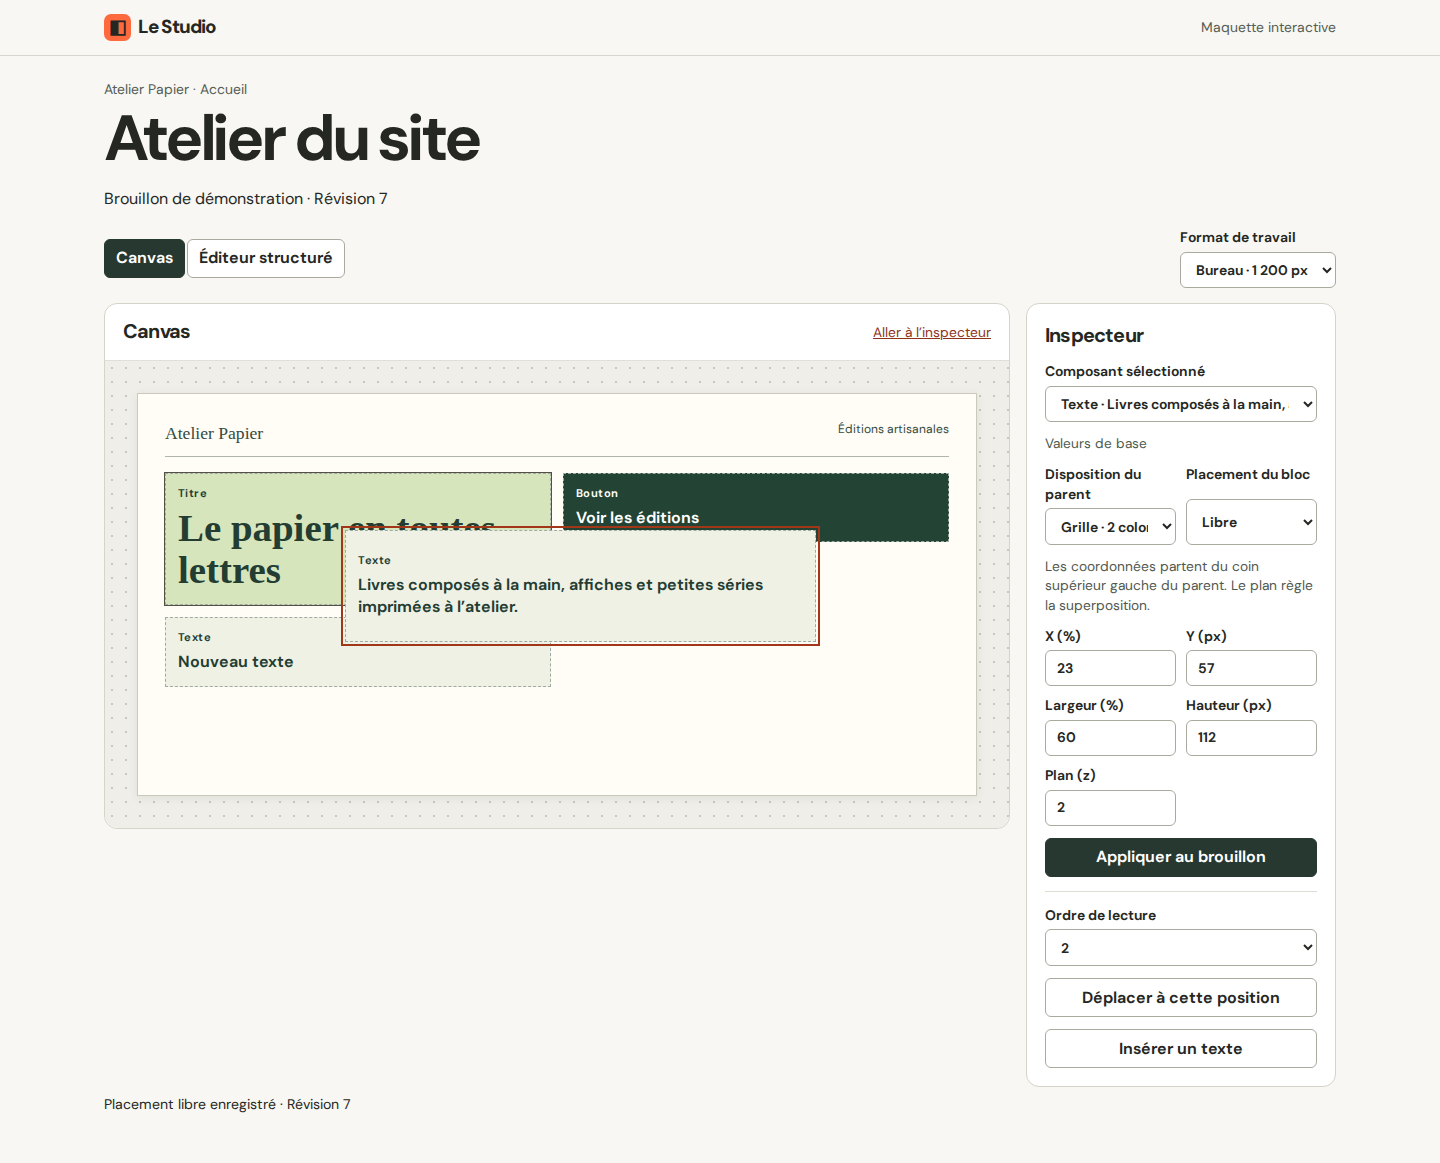 Le Studio
Maquette interactive
Atelier Papier · Accueil
Atelier du site
Brouillon de démonstration · Révision 7
Canvas
Éditeur structuré
Format de travail
Bureau · 1 200 px
Canvas
Aller à l’inspecteur
Atelier Papier
Éditions artisanales
Titre
Le papier en toutes
lettres
Bouton
Voir les éditions
Texte
Livres composés à la main, affiches et petites séries
imprimées à l’atelier.
Texte
Nouveau texte
Inspecteur
Composant sélectionné
Texte · Livres composés à la main,
Valeurs de base
Disposition du
parent
Placement du bloc
Grille · 2 color
Libre
Les coordonnées partent du coin
supérieur gauche du parent. Le plan règle
la superposition.
X (%)
Y (px)
23
57
Largeur (%)
Hauteur (px)
60
112
Plan (z)
2
Appliquer au brouillon
Ordre de lecture
2
Déplacer à cette position
Insérer un texte
Placement libre enregistré · Révision 7